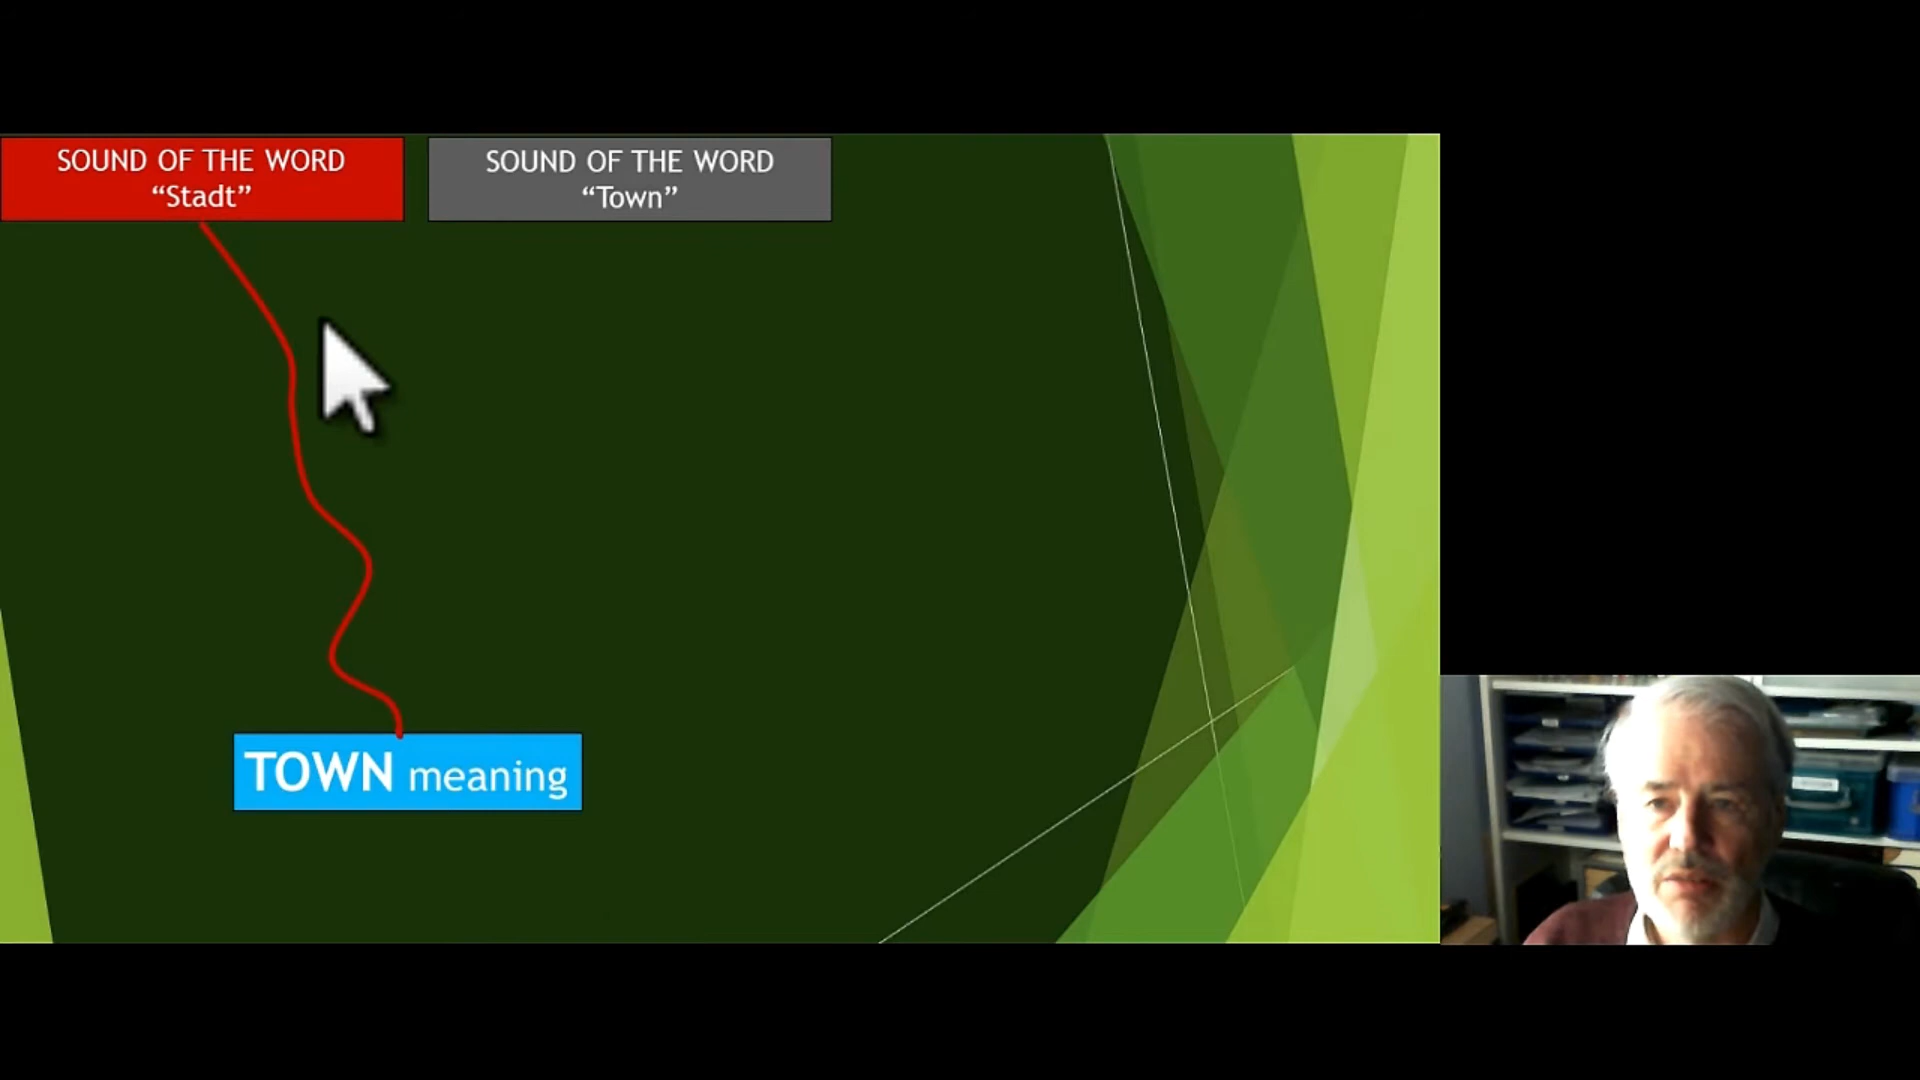 SOUND OF THE WORD
“Stadt”
SOUND OF THE WORD
“Town”
TOWN meaning